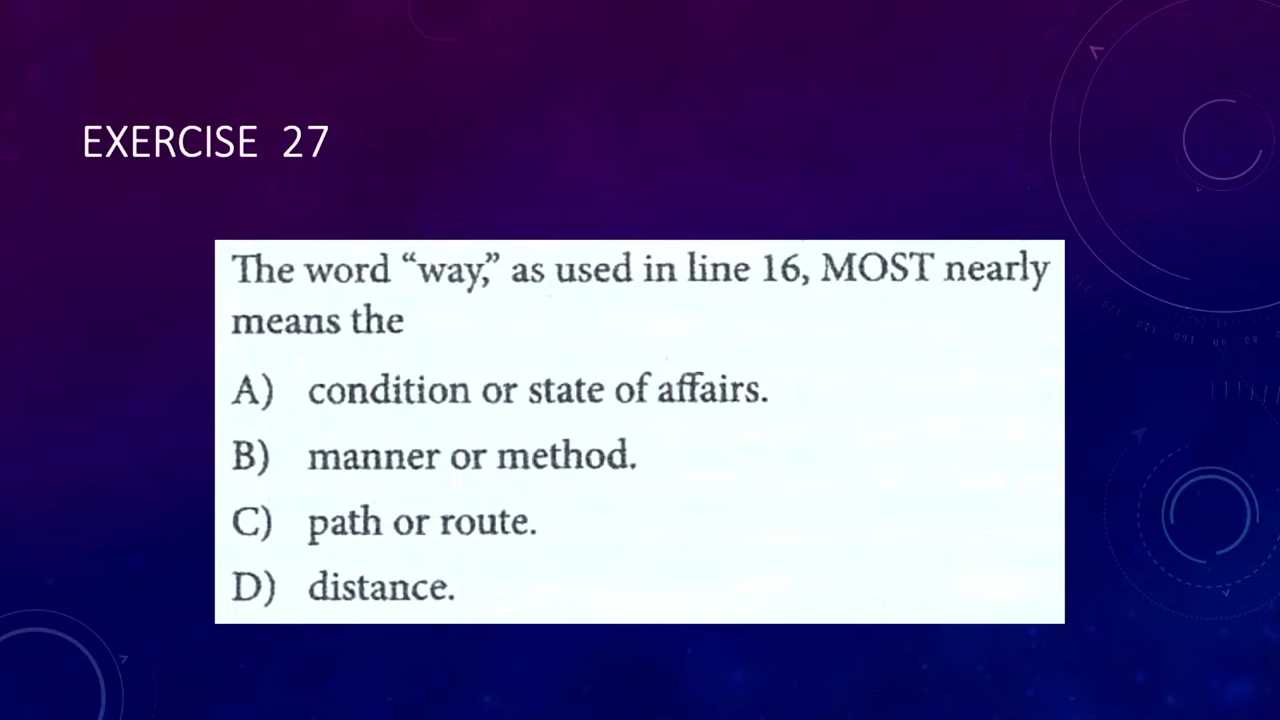 EXERCISE 27
The word “way,” as used in line 16, MOST nearly
means the
A) condition or state of affairs.
B) manner or method.
C) path or route.
D) distance.